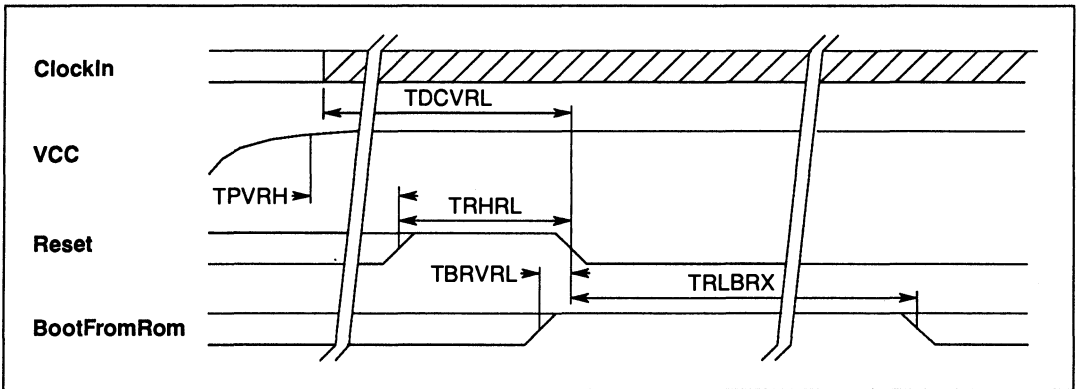 ClockIn
TDCVRL
VCC
TPVRH
TRHRL
Reset
TBRVRL
TRLBRX
BootFromRom